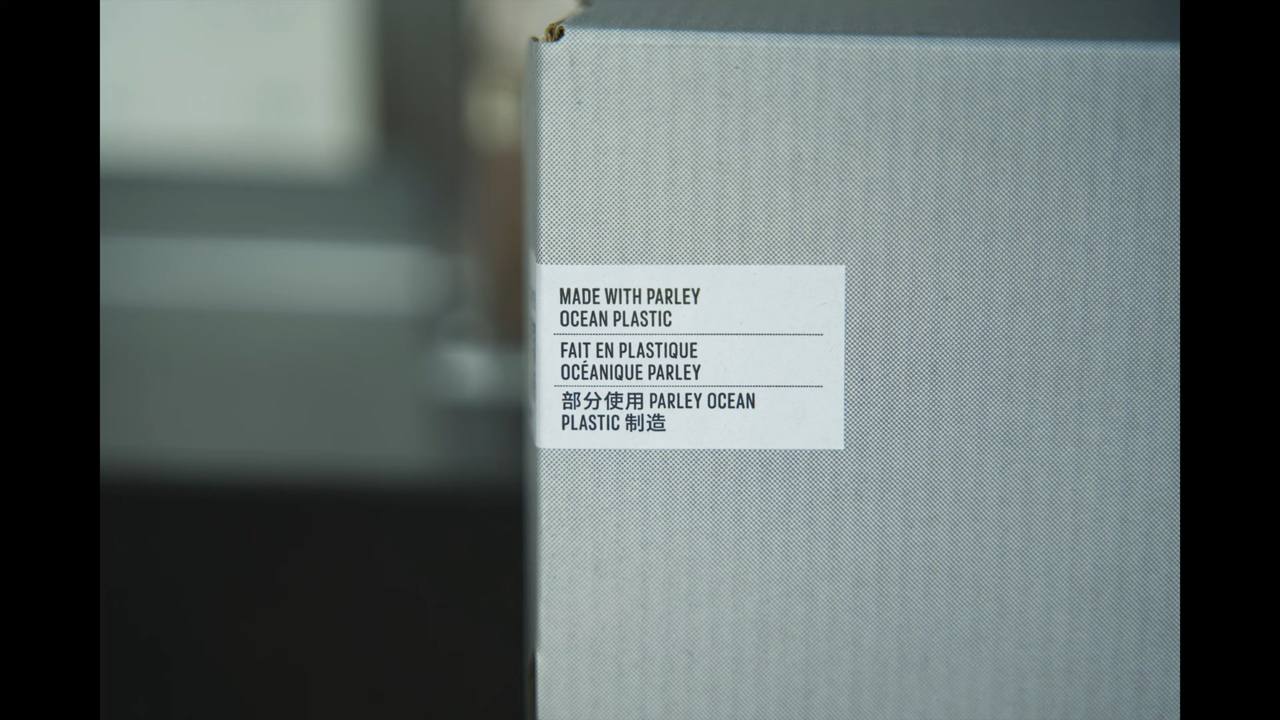 MADE WITH PARLEY
OCEAN PLASTIC
FAIT EN PLASTIQUE
OCÉANIQUE PARLEY
部分使用 PARLEY OCEAN
PLASTIC 制造